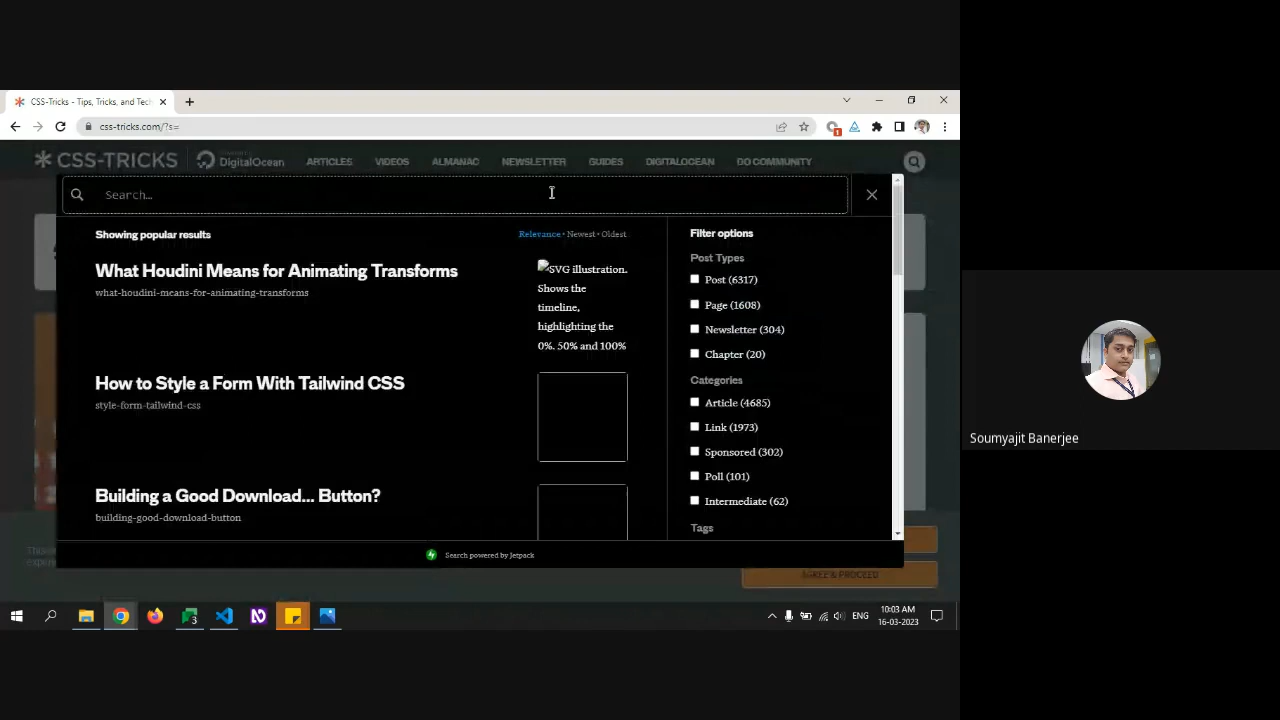 CSS-Tricks - Tips, Tricks, and Tech
css-tricks.com/?s=
1
CSS-TRICKS
DigitalOcean
ARTICLES VIDEOS ALMANAC NEWSLETTER GUIDES DIGITALOCEAN DO COMMUNITY
Search…
Showing popular results
Relevance • Newest • Oldest
What Houdini Means for Animating Transforms
what-houdini-means-for-animating-transforms
SVG illustration.
Shows the
timeline,
highlighting the
0%. 50% and 100%
How to Style a Form With Tailwind CSS
style-form-tailwind-css
Building a Good Download… Button?
building-good-download-button
Filter options
Post Types
Post (6317)
Page (1608)
Newsletter (304)
Chapter (20)
Categories
Article (4685)
Link (1973)
Sponsored (302)
Poll (101)
Intermediate (62)
Tags
Search powered by Jetpack
AGREE & PROCEED
3
ENG
10:03 AM
16-03-2023
Soumyajit Banerjee